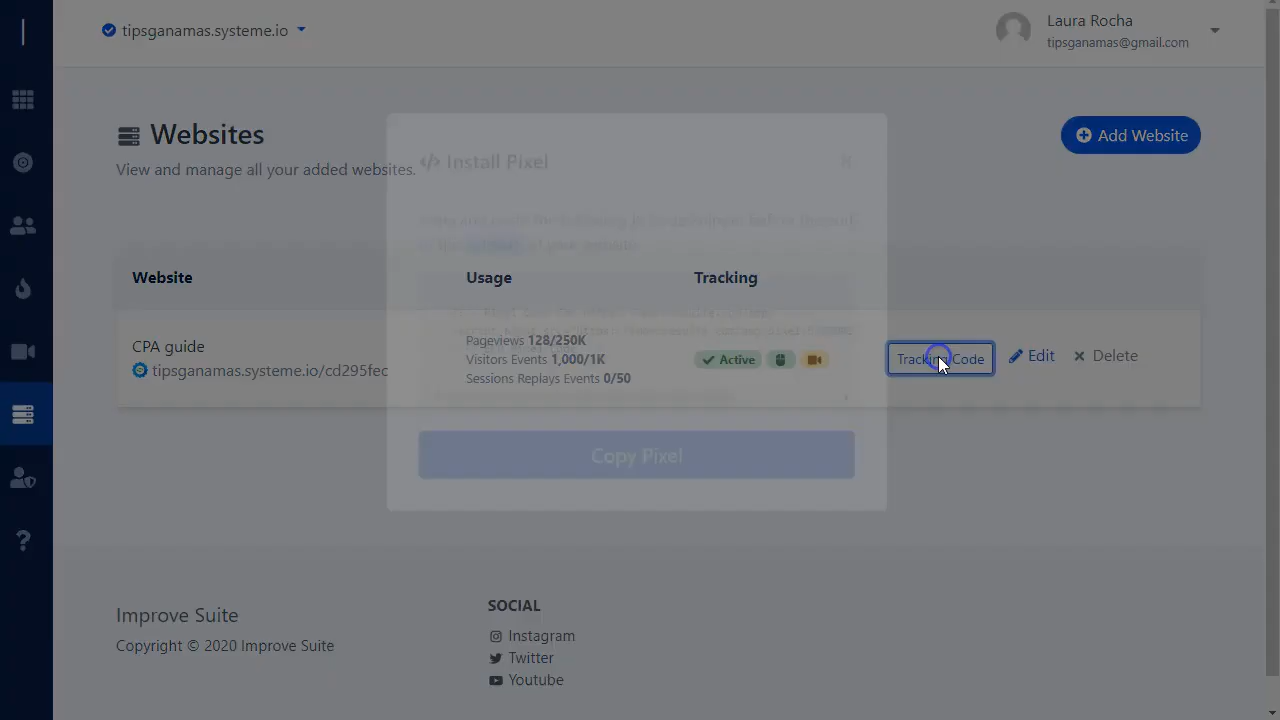 tipsganamas.systeme.io
Laura Rocha
tipsganamas@gmail.com
Websites
Add Website
View and manage all your added websites.
</> Install Pixel
Website
Usage
Tracking
CPA guide
tipsganamas.systeme.io/cd295fec
Pageviews 128/250K
Visitors Events 1,000/1K
Sessions Replays Events 0/50
Active
Tracking Code
Edit
Delete
Copy Pixel
Improve Suite
Copyright © 2020 Improve Suite
SOCIAL
Instagram
Twitter
Youtube